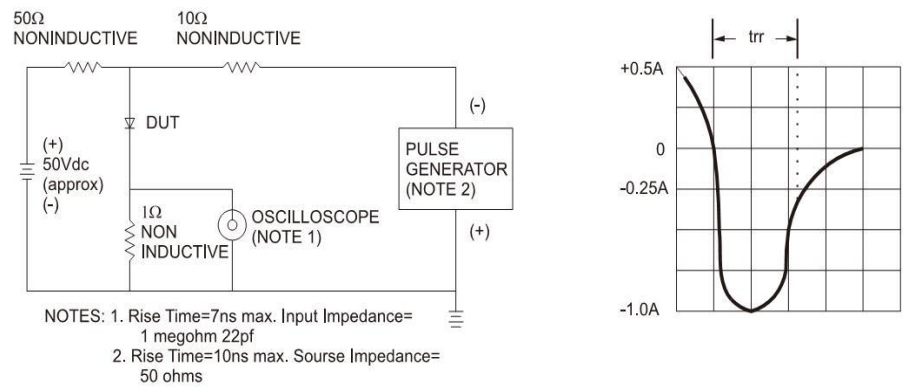 50Ω
NONINDUCTIVE
10Ω
NONINDUCTIVE
DUT
(+)
50Vdc
(approx)
(-)
1Ω
NON
INDUCTIVE
OSCILLOSCOPE
(NOTE 1)
(-)
PULSE
GENERATOR
(NOTE 2)
(+)
NOTES: 1. Rise Time=7ns max. Input Impedance=
1 megohm 22pf
2. Rise Time=10ns max. Sourse Impedance=
50 ohms
trr
+0.5A
0
-0.25A
-1.0A